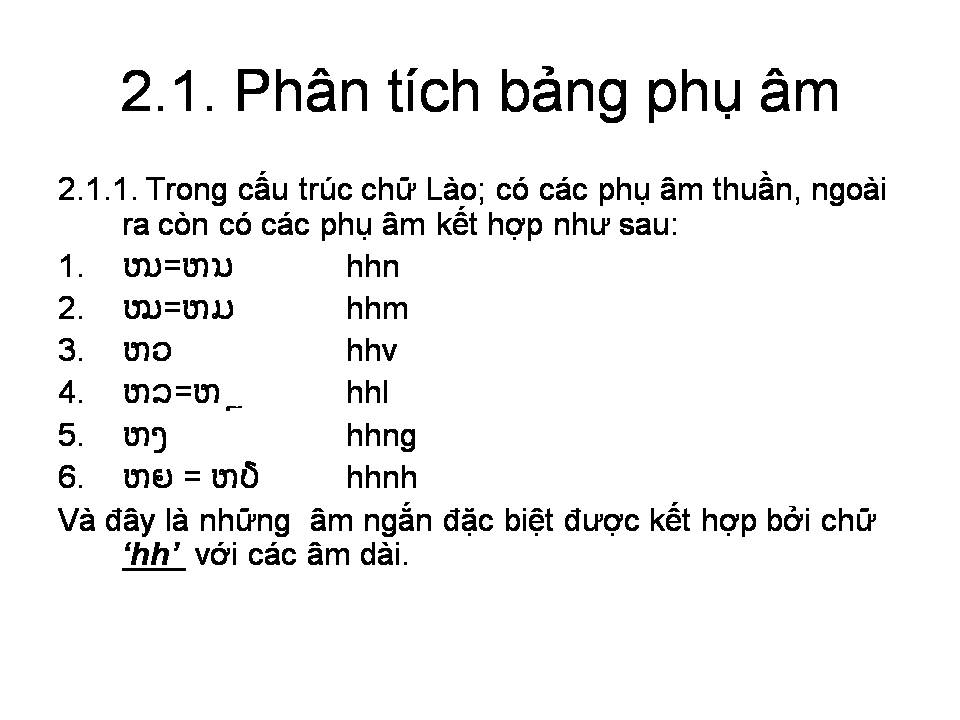 2.1. Phân tích bảng phụ âm
2.1.1. Trong cấu trúc chữ Lào; có các phụ âm thuần, ngoài
ra còn có các phụ âm kết hợp như sau:
1. ໜ=ຫນ hhn
2. ໝ=ຫມ hhm
3. ຫວ hhv
4. ຫລ=ຫຼ hhl
5. ຫງ hhng
6. ຫຍ = ຫຽ hhnh
Và đây là những âm ngắn đặc biệt được kết hợp bởi chữ
‘hh’ với các âm dài.